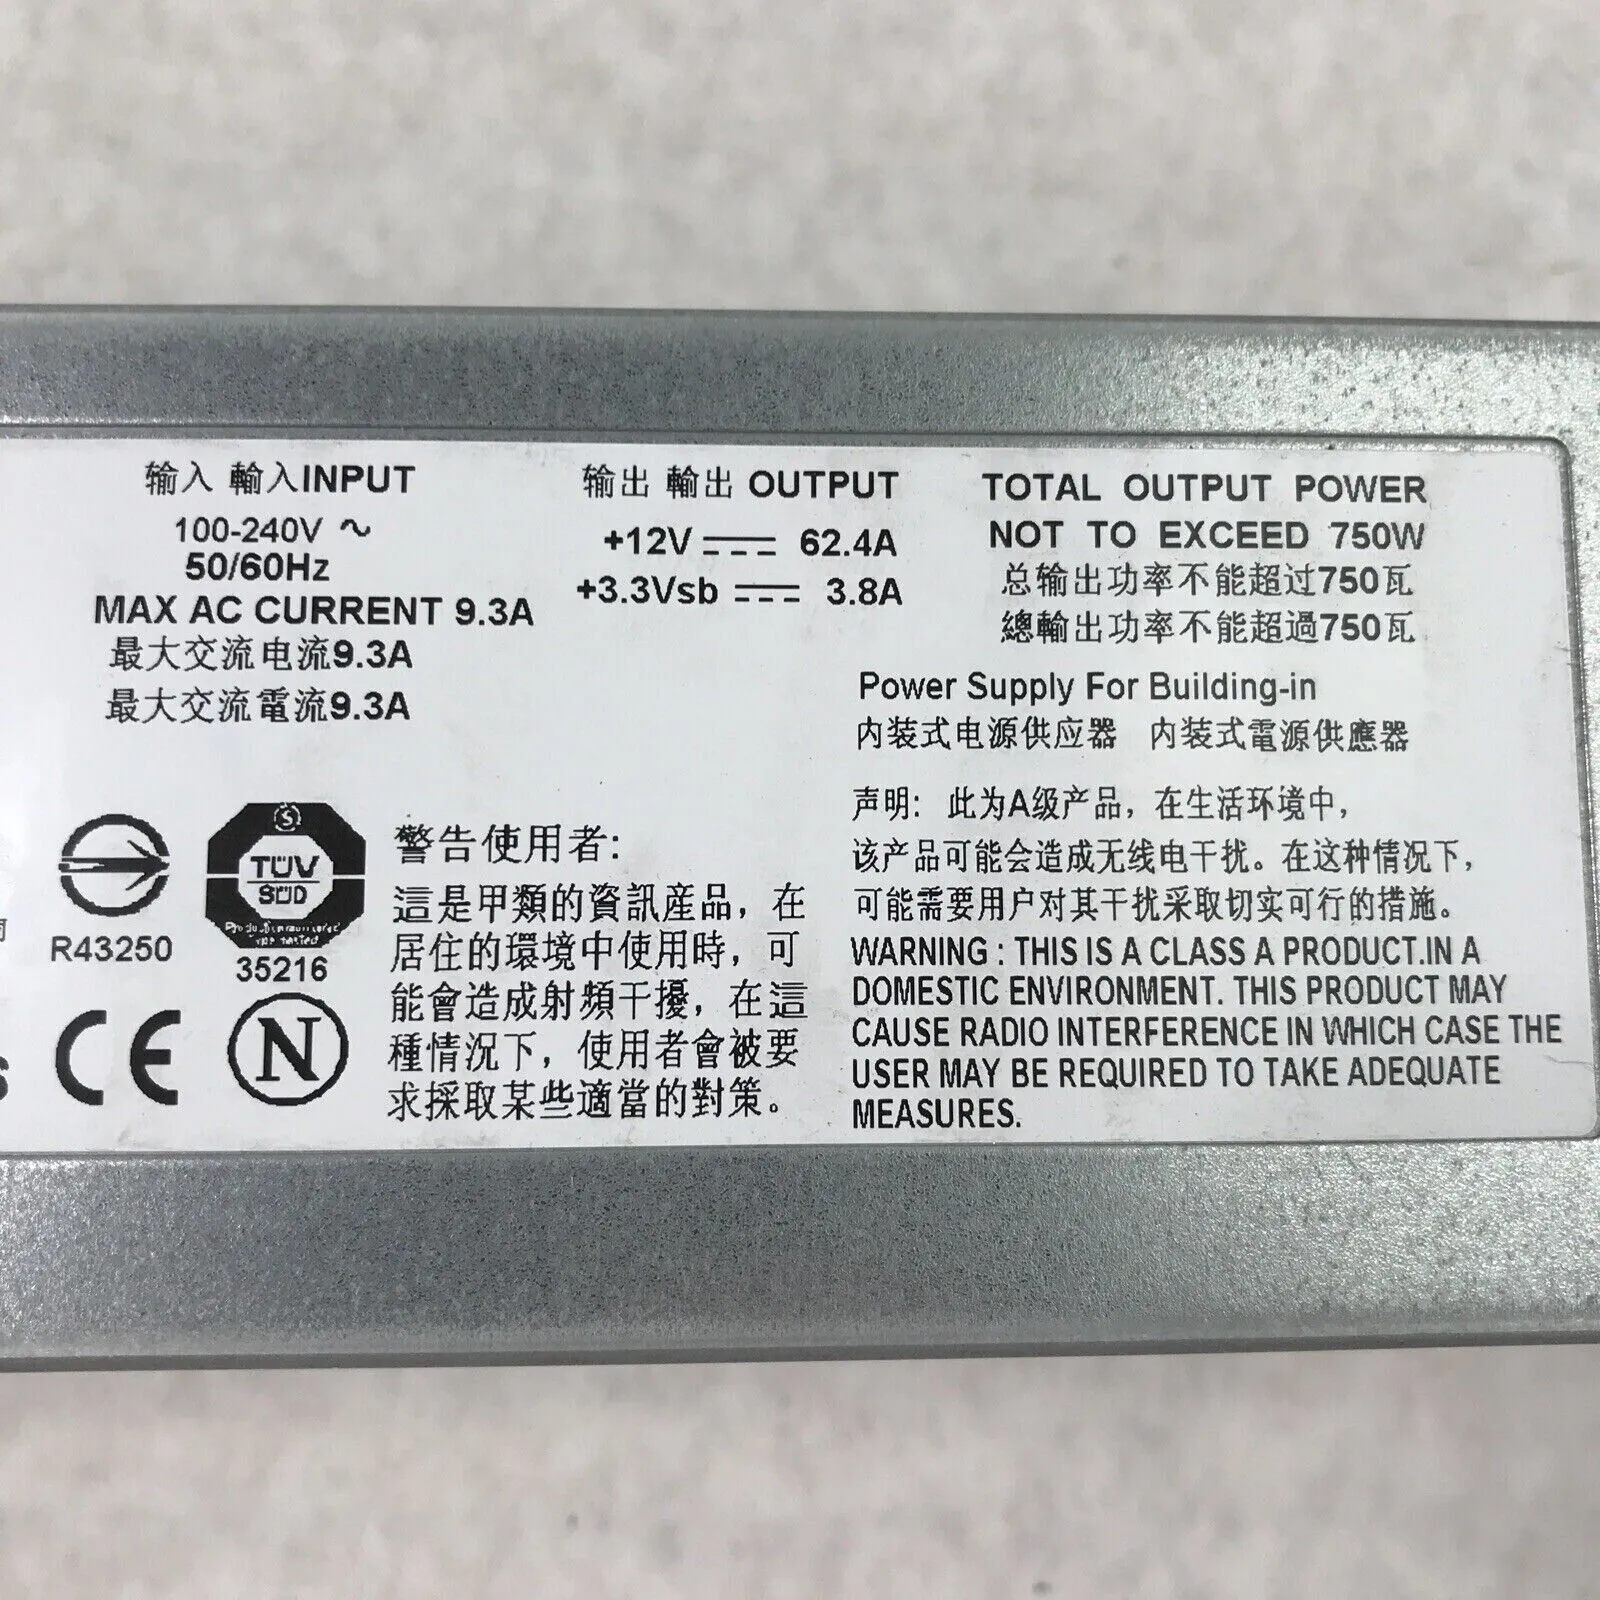 输入 輸入INPUT
100-240V ~
50/60Hz
MAX AC CURRENT 9.3A
最大交流电流9.3A
最大交流電流9.3A
输出 輸出 OUTPUT
+12V 62.4A
+3.3Vsb 3.8A
TOTAL OUTPUT POWER
NOT TO EXCEED 750W
总输出功率不能超过750瓦
總輸出功率不能超過750瓦
Power Supply For Building-in
内装式电源供应器 内装式電源供應器
R43250
S
TÜV
SÜD
35216
CE
N
警告使用者:
這是甲類的資訊産品，在
居住的環境中使用時，可
能會造成射頻干擾，在這
種情況下，使用者會被要
求採取某些適當的對策。
声明: 此为A级产品，在生活环境中，
该产品可能会造成无线电干扰。在这种情况下，
可能需要用户对其干扰采取切实可行的措施。
WARNING : THIS IS A CLASS A PRODUCT.IN A
DOMESTIC ENVIRONMENT. THIS PRODUCT MAY
CAUSE RADIO INTERFERENCE IN WHICH CASE THE
USER MAY BE REQUIRED TO TAKE ADEQUATE
MEASURES.